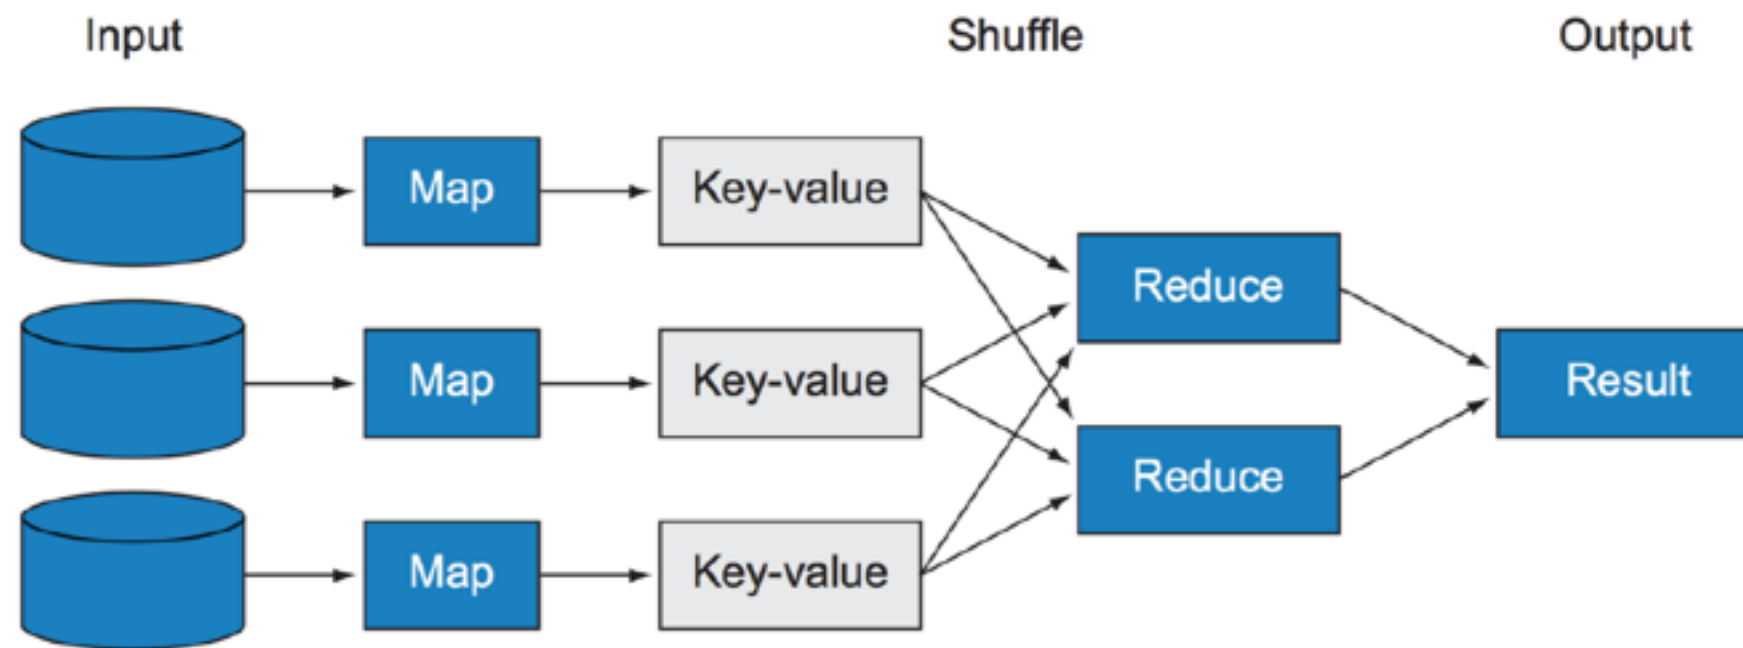 Input
Shuffle
Output
Map
Key-value
Reduce
Map
Key-value
Result
Reduce
Map
Key-value